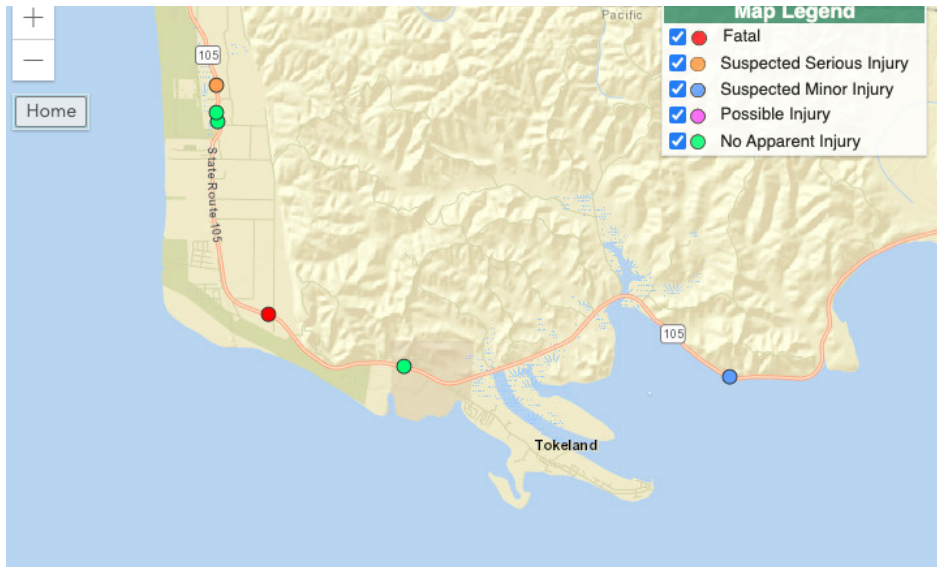 +
−
Home
Pacific
Map Legend
Fatal
Suspected Serious Injury
Suspected Minor Injury
Possible Injury
No Apparent Injury
105
State Route 105
105
Tokeland